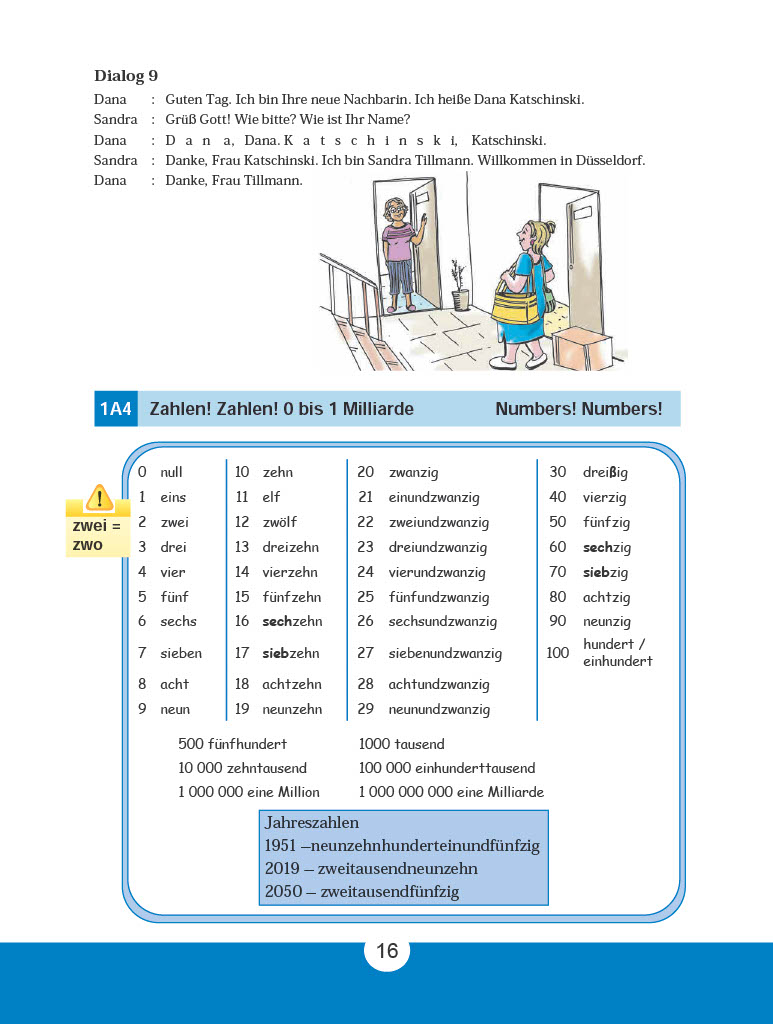 Dialog 9
Dana : Guten Tag. Ich bin Ihre neue Nachbarin. Ich heiße Dana Katschinski.
Sandra : Grüß Gott! Wie bitte? Wie ist Ihr Name?
Dana : D a n a, Dana. K a t s c h i n s k i, Katschinski.
Sandra : Danke, Frau Katschinski. Ich bin Sandra Tillmann. Willkommen in Düsseldorf.
Dana : Danke, Frau Tillmann.
1A4 Zahlen! Zahlen! 0 bis 1 Milliarde Numbers! Numbers!
!
zwei =
zwo
0 null 10 zehn 20 zwanzig 30 dreißig
1 eins 11 elf 21 einundzwanzig 40 vierzig
2 zwei 12 zwölf 22 zweiundzwanzig 50 fünfzig
3 drei 13 dreizehn 23 dreiundzwanzig 60 sechzig
4 vier 14 vierzehn 24 vierundzwanzig 70 siebzig
5 fünf 15 fünfzehn 25 fünfundzwanzig 80 achtzig
6 sechs 16 sechzehn 26 sechsundzwanzig 90 neunzig
7 sieben 17 siebzehn 27 siebenundzwanzig 100 hundert / einhundert
8 acht 18 achtzehn 28 achtundzwanzig
9 neun 19 neunzehn 29 neunundzwanzig
500 fünfhundert 1000 tausend
10 000 zehntausend 100 000 einhunderttausend
1 000 000 eine Million 1 000 000 000 eine Milliarde
Jahreszahlen
1951 –neunzehnhunderteinundfünfzig
2019 – zweitausendneunzehn
2050 – zweitausendfünfzig
16